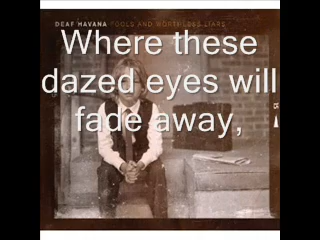 DEAF HAVANA FOOLS AND WORTHLESS LIARS
Where these
dazed eyes will
fade away,